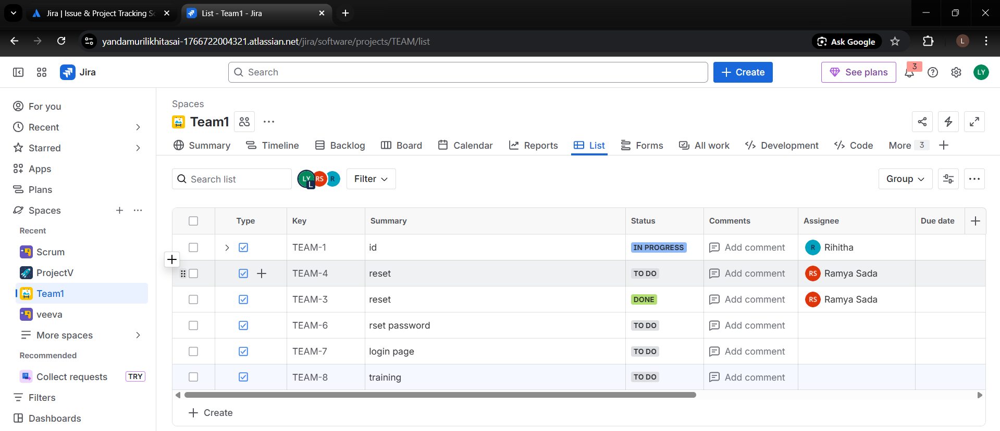 Jira | Issue & Project Tracking Sc
List - Team1 - Jira
yandamurilikhitasai-1766722004321.atlassian.net/jira/software/projects/TEAM/list
Ask Google
L
Jira
Search
Create
See plans
3
LY
For you
Recent
Starred
Apps
Plans
Spaces
Recent
Scrum
ProjectV
Team1
veeva
More spaces
Recommended
Collect requests TRY
Filters
Dashboards
Spaces
Team1
Summary Timeline Backlog Board Calendar Reports List Forms All work Development Code More 3
Search list
LY L RS R
Filter
Group
Type Key Summary Status Comments Assignee Due date
TEAM-1 id IN PROGRESS Add comment R Rihitha
TEAM-4 reset TO DO Add comment RS Ramya Sada
TEAM-3 reset DONE Add comment RS Ramya Sada
TEAM-6 rset password TO DO Add comment
TEAM-7 login page TO DO Add comment
TEAM-8 training TO DO Add comment
Create